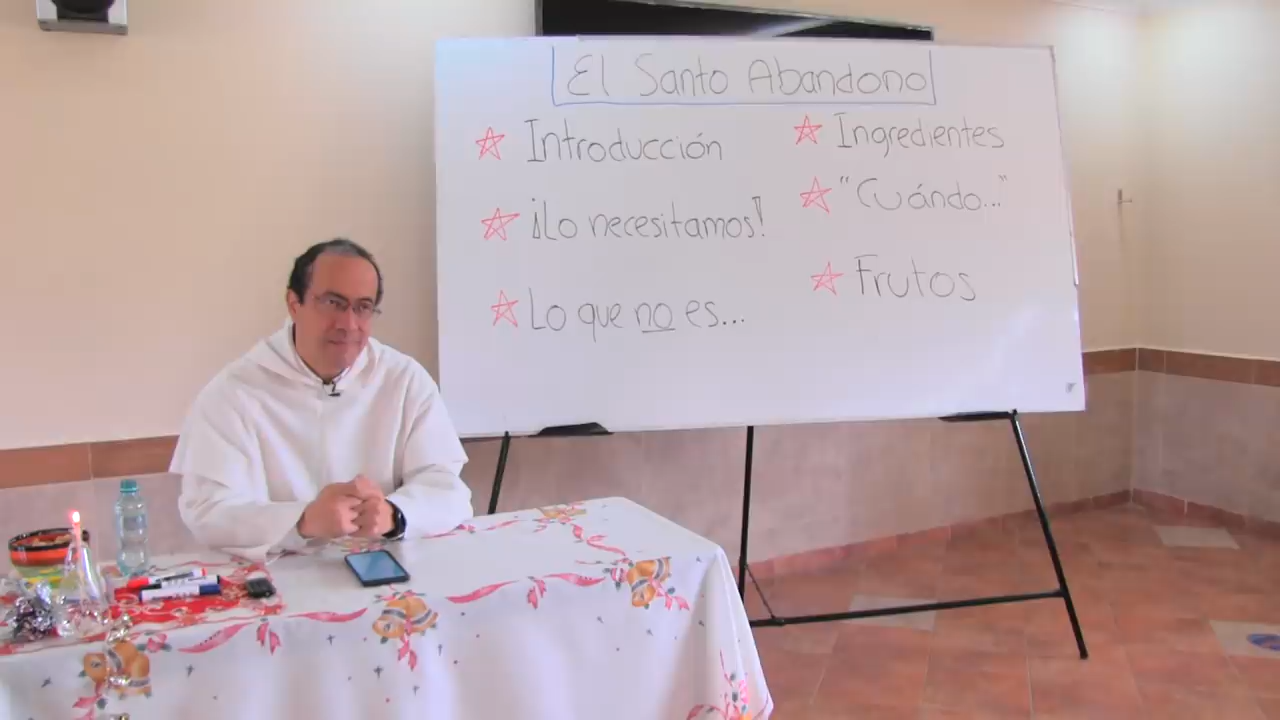 El Santo Abandono
Introducción
¡Lo necesitamos!
Lo que no es...
Ingredientes
"Cuándo..."
Frutos